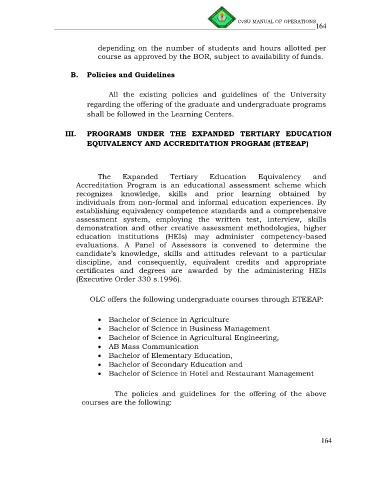 CvSU MANUAL OF OPERATIONS
164
depending on the number of students and hours allotted per
course as approved by the BOR, subject to availability of funds.
B. Policies and Guidelines
All the existing policies and guidelines of the University
regarding the offering of the graduate and undergraduate programs
shall be followed in the Learning Centers.
III. PROGRAMS UNDER THE EXPANDED TERTIARY EDUCATION
EQUIVALENCY AND ACCREDITATION PROGRAM (ETEEAP)
The Expanded Tertiary Education Equivalency and
Accreditation Program is an educational assessment scheme which
recognizes knowledge, skills and prior learning obtained by
individuals from non-formal and informal education experiences. By
establishing equivalency competence standards and a comprehensive
assessment system, employing the written test, interview, skills
demonstration and other creative assessment methodologies, higher
education institutions (HEIs) may administer competency-based
evaluations. A Panel of Assessors is convened to determine the
candidate's knowledge, skills and attitudes relevant to a particular
discipline, and consequently, equivalent credits and appropriate
certificates and degrees are awarded by the administering HEIs
(Executive Order 330 s.1996).
OLC offers the following undergraduate courses through ETEEAP:
• Bachelor of Science in Agriculture
• Bachelor of Science in Business Management
• Bachelor of Science in Agricultural Engineering,
• AB Mass Communication
• Bachelor of Elementary Education,
• Bachelor of Secondary Education and
• Bachelor of Science in Hotel and Restaurant Management
The policies and guidelines for the offering of the above
courses are the following:
164